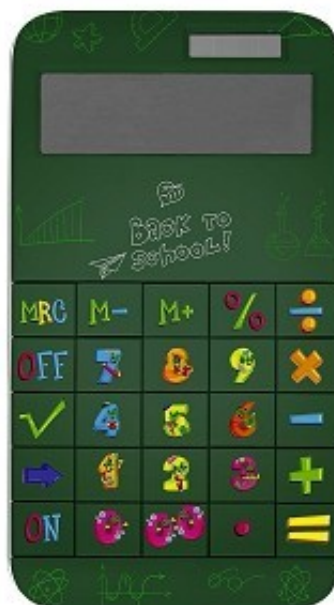 BACK TO
SCHOOL!
MRC M- M+ % ÷
OFF 7 8 9 ×
√ 4 5 6 -
➡ 1 2 3 +
ON 0 00 . =